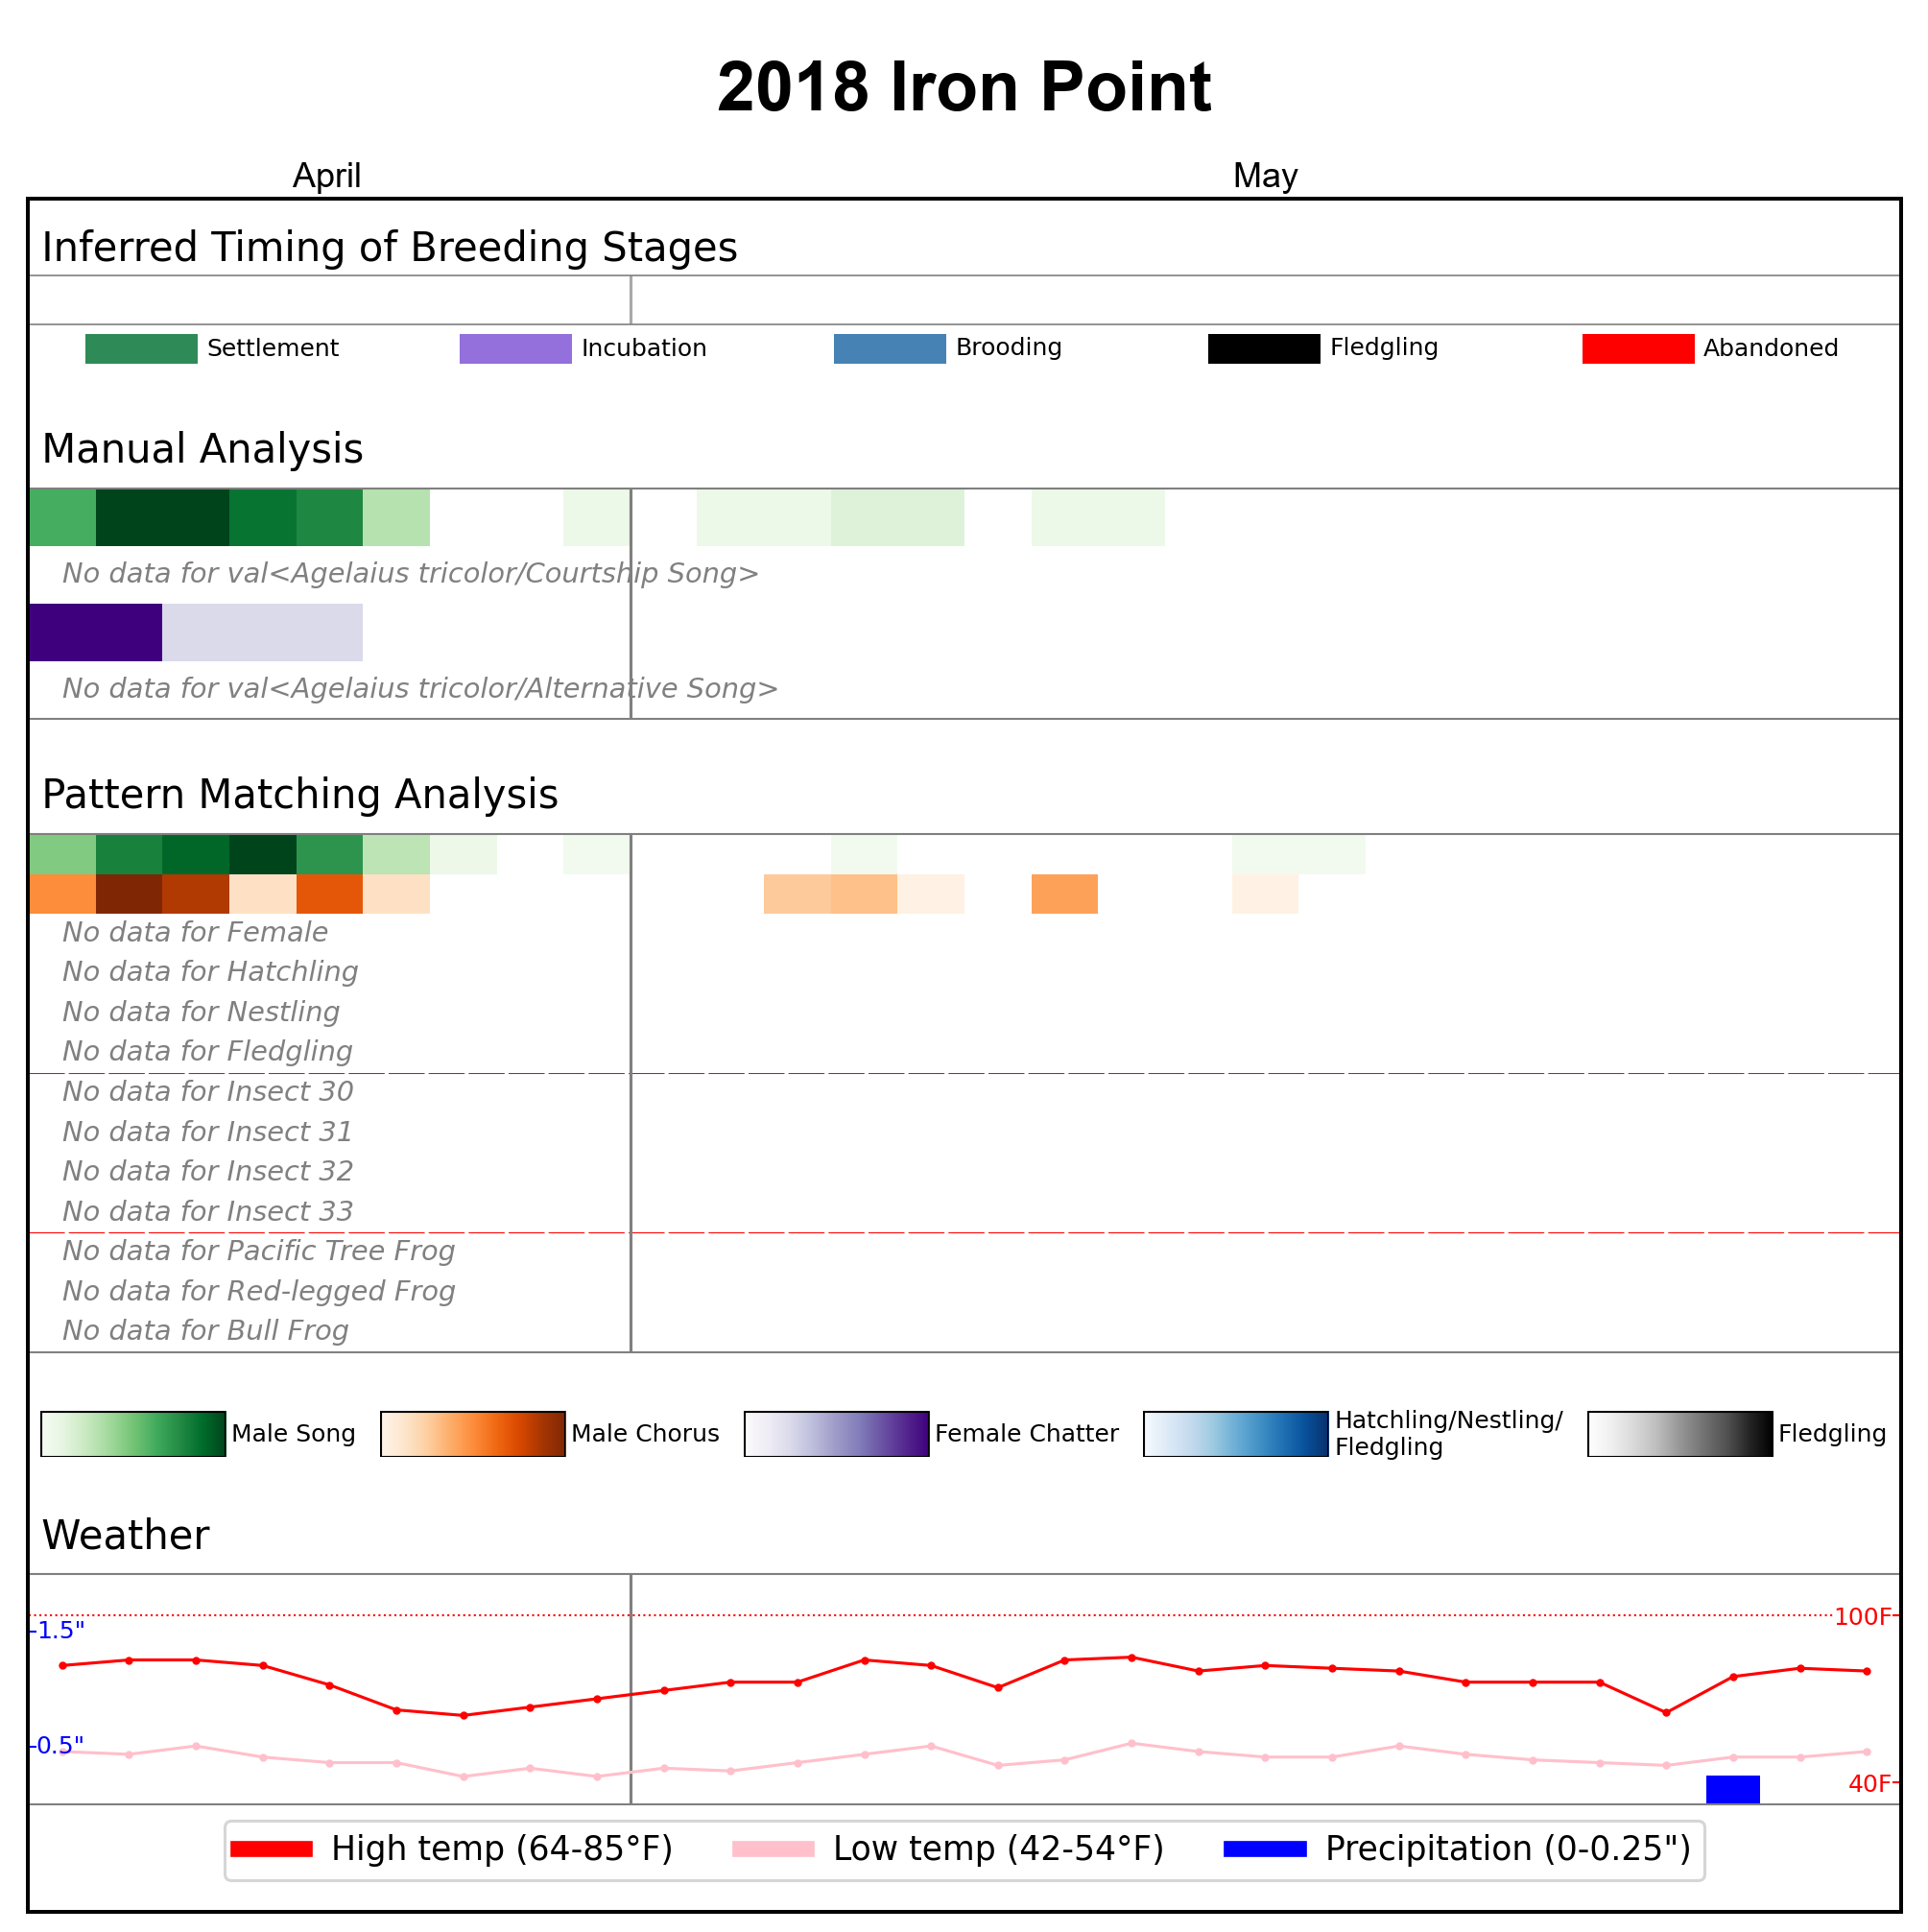 2018 Iron Point
April May
Inferred Timing of Breeding Stages
Settlement Incubation Brooding Fledgling Abandoned
Manual Analysis
No data for val<Agelaius tricolor/Courtship Song>
No data for val<Agelaius tricolor/Alternative Song>
Pattern Matching Analysis
No data for Female
No data for Hatchling
No data for Nestling
No data for Fledgling
No data for Insect 30
No data for Insect 31
No data for Insect 32
No data for Insect 33
No data for Pacific Tree Frog
No data for Red-legged Frog
No data for Bull Frog
Male Song Male Chorus Female Chatter Hatchling/Nestling/
Fledgling Fledgling
Weather
1.5" 100F
0.5" 40F
High temp (64-85°F) Low temp (42-54°F) Precipitation (0-0.25")